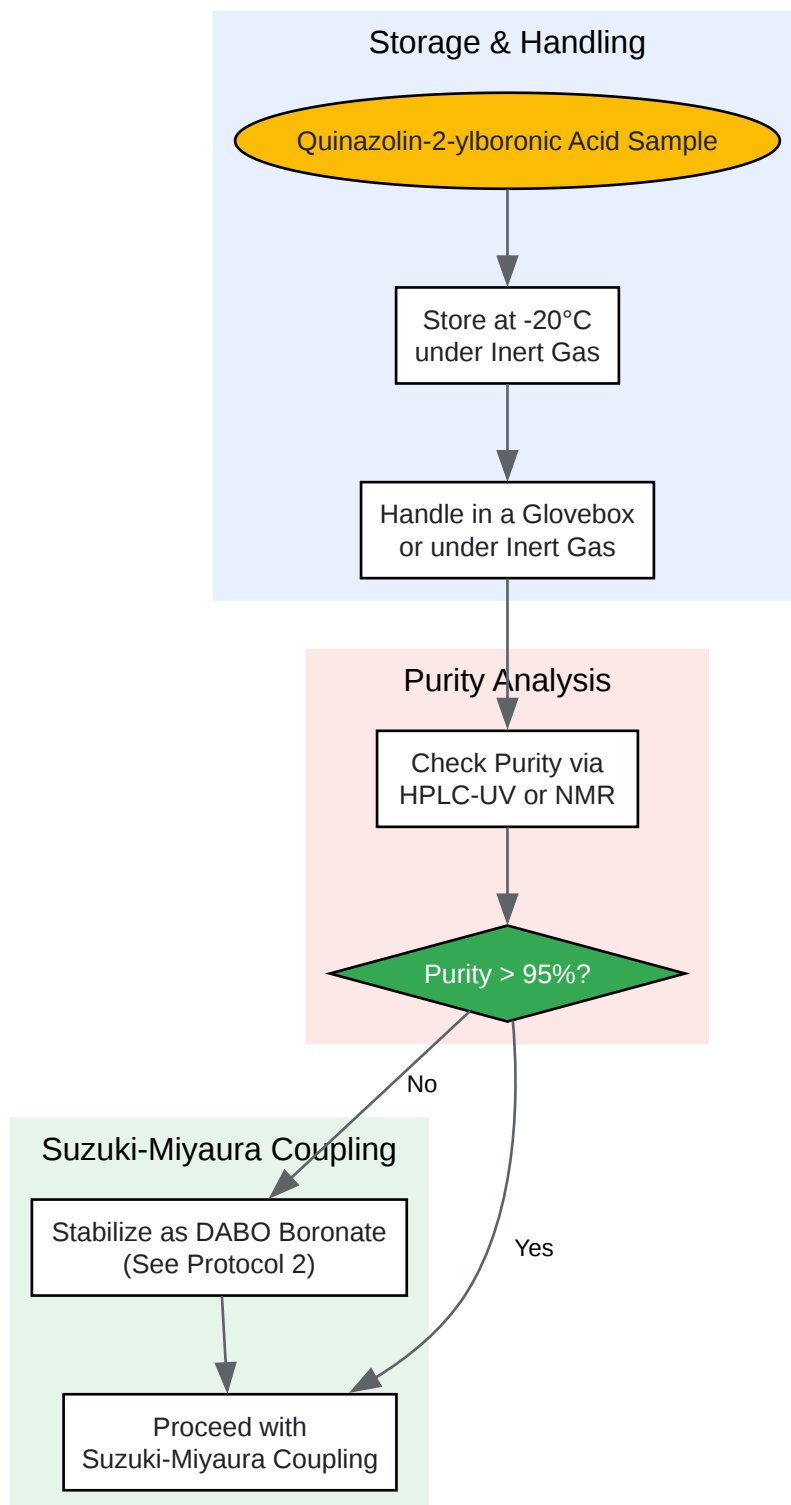 Storage & Handling
Quinazolin-2-ylboronic Acid Sample
Store at -20°C
under Inert Gas
Handle in a Glovebox
or under Inert Gas
Purity Analysis
Check Purity via
HPLC-UV or NMR
Purity > 95%?
No
Suzuki-Miyaura Coupling
Stabilize as DABO Boronate
(See Protocol 2)
Yes
Proceed with
Suzuki-Miyaura Coupling